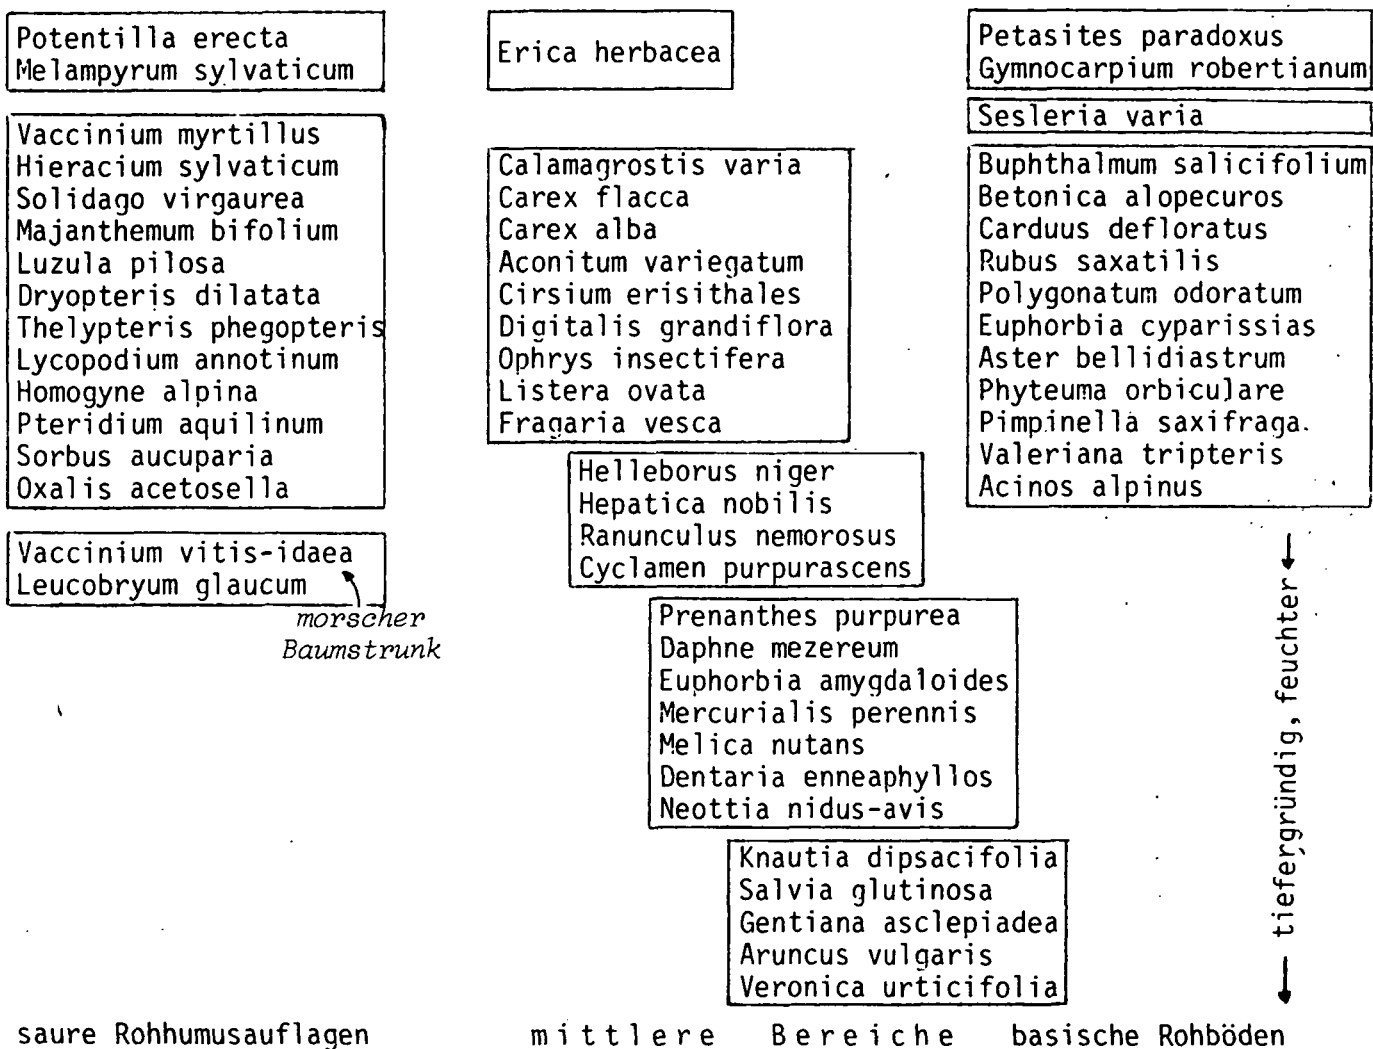 Potentilla erecta
Melampyrum sylvaticum
Vaccinium myrtillus
Hieracium sylvaticum
Solidago virgaurea
Majanthemum bifolium
Luzula pilosa
Dryopteris dilatata
Thelypteris phegopteris
Lycopodium annotinum
Homogyne alpina
Pteridium aquilinum
Sorbus aucuparia
Oxalis acetosella
Vaccinium vitis-idaea
Leucobryum glaucum
morscher
Baumstrunk
Erica herbacea
Calamagrostis varia
Carex flacca
Carex alba
Aconitum variegatum
Cirsium erisithales
Digitalis grandiflora
Ophrys insectifera
Listera ovata
Fragaria vesca
Helleborus niger
Hepatica nobilis
Ranunculus nemorosus
Cyclamen purpurascens
Prenanthes purpurea
Daphne mezereum
Euphorbia amygdaloides
Mercurialis perennis
Melica nutans
Dentaria enneaphyllos
Neottia nidus-avis
Knautia dipsacifolia
Salvia glutinosa
Gentiana asclepiadea
Aruncus vulgaris
Veronica urticifolia
Petasites paradoxus
Gymnocarpium robertianum
Sesleria varia
Buphthalmum salicifolium
Betonica alopecuros
Carduus defloratus
Rubus saxatilis
Polygonatum odoratum
Euphorbia cyparissias
Aster bellidiastrum
Phyteuma orbiculare
Pimpinella saxifraga.
Valeriana tripteris
Acinos alpinus
tiefergründig, feuchter
saure Rohhumusauflagen
mittlere Bereiche
basische Rohböden